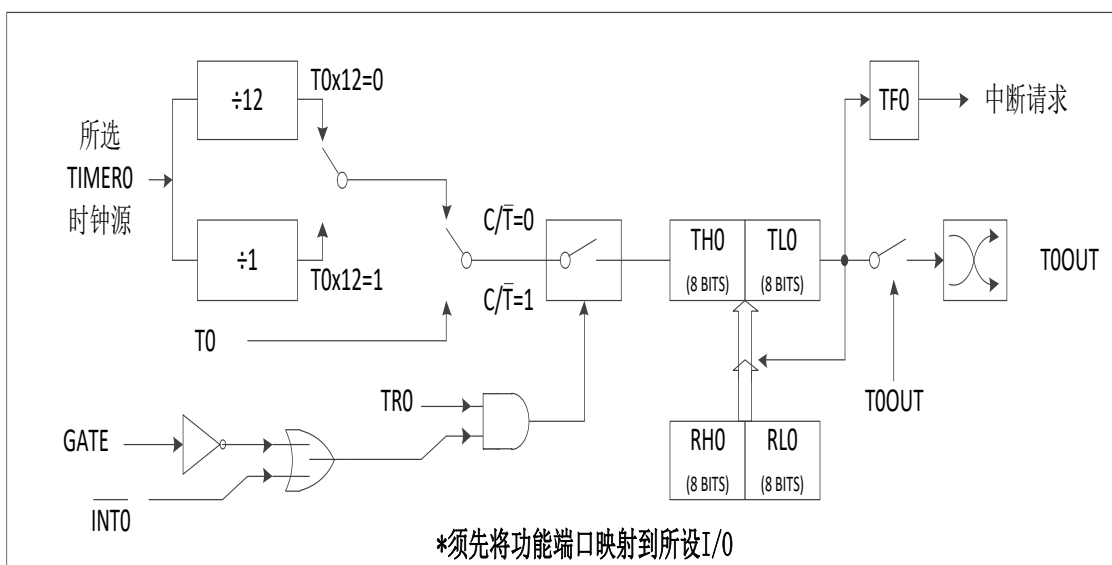 ÷12
T0x12=0
所选
TIMER0
时钟源
÷1
T0x12=1
T0
C/T̅=0
C/T̅=1
TH0
(8 BITS)
TL0
(8 BITS)
TF0
中断请求
T0OUT
T0OUT
TR0
GATE
I̅N̅T̅0̅
RH0
(8 BITS)
RL0
(8 BITS)
*须先将功能端口映射到所设I/O